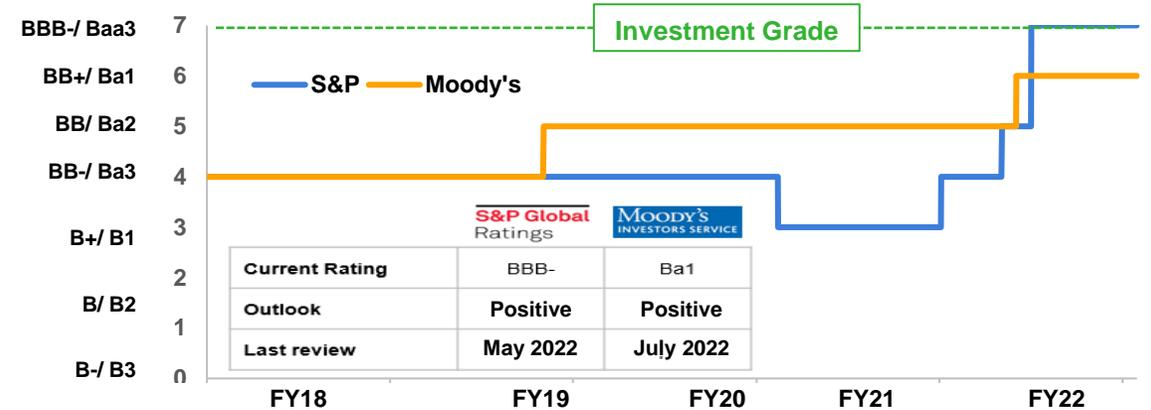 BBB-/ Baa3
7
Investment Grade
BB+/ Ba1
6
S&P
Moody's
BB/ Ba2
5
BB-/ Ba3
4
S&P Global
Ratings
MOODY'S
INVESTORS SERVICE
B+/ B1
3
Current Rating
BBB-
Ba1
2
B/ B2
Outlook
Positive
Positive
1
Last review
May 2022
July 2022
B-/ B3
0
FY18
FY19
FY20
FY21
FY22